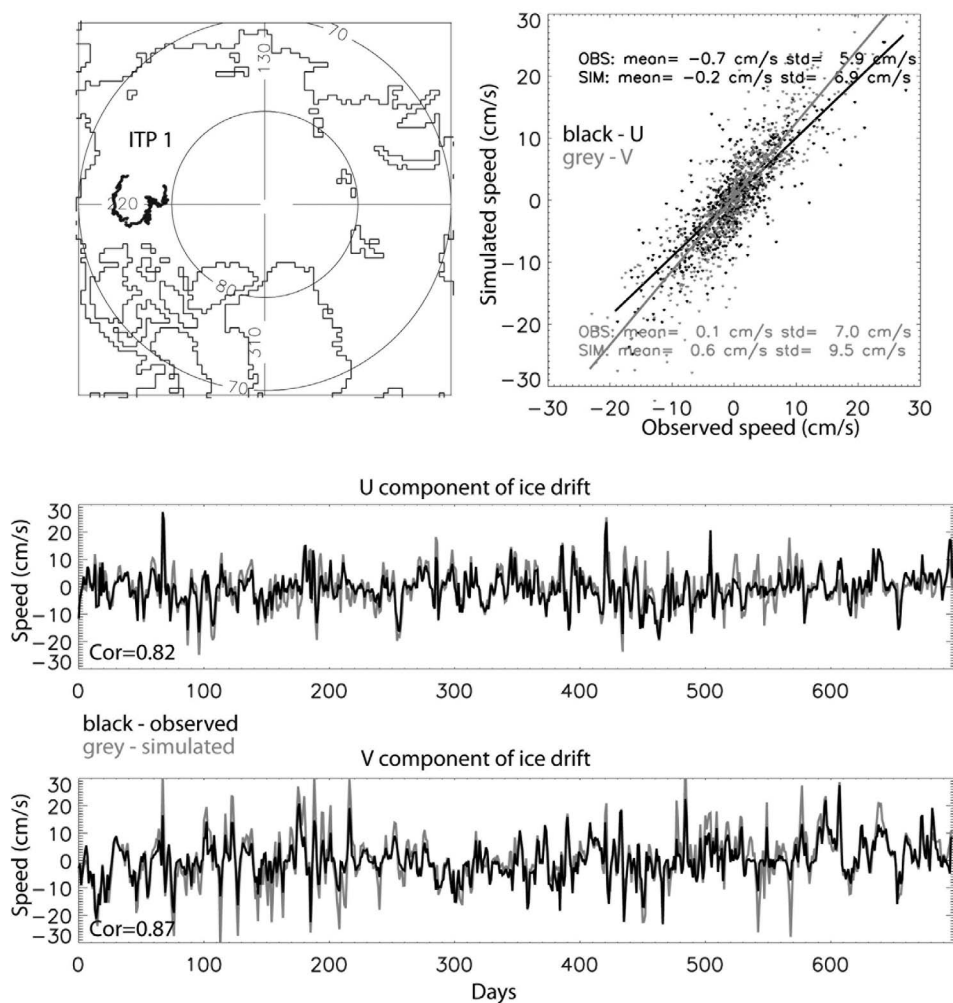 70
130
ITP 1
220
80
310
70
30
20
10
0
-10
-20
-30
Simulated speed (cm/s)
OBS: mean= -0.7 cm/s std= 5.9 cm/s
SIM: mean= -0.2 cm/s std= 6.9 cm/s
black - U
grey - V
OBS: mean= 0.1 cm/s std= 7.0 cm/s
SIM: mean= 0.6 cm/s std= 9.5 cm/s
-30 -20 -10 0 10 20 30
Observed speed (cm/s)
U component of ice drift
30
20
10
0
-10
-20
-30
Speed (cm/s)
Cor=0.82
0 100 200 300 400 500 600
black - observed
grey - simulated
V component of ice drift
30
20
10
0
-10
-20
-30
Speed (cm/s)
Cor=0.87
0 100 200 300 400 500 600
Days